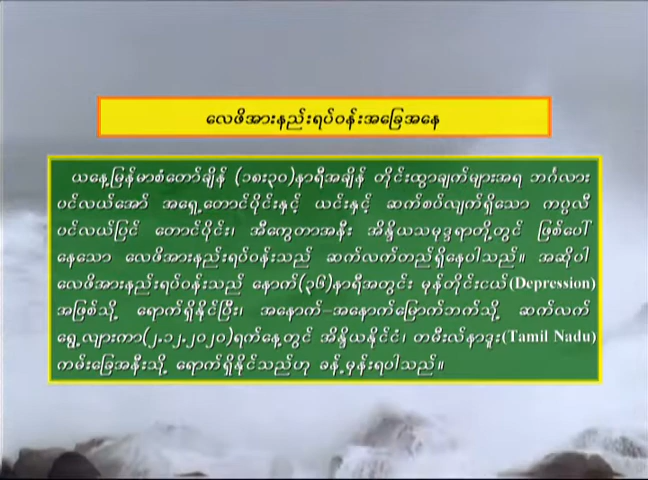 လေဖိအားနည်းရပ်ဝန်းအခြေအနေ
ယနေ့မြန်မာစံတော်ချိန် (၁၈း၃၀)နာရီအချိန် တိုင်းထွာချက်များအရ ဘင်္ဂလား
ပင်လယ်အော် အရှေ့တောင်ပိုင်းနှင့် ယင်းနှင့် ဆက်စပ်လျက်ရှိသော ကပ္ပလီ
ပင်လယ်ပြင် တောင်ပိုင်း၊ အီကွေတာအနီး အိန္ဒိယသမုဒ္ဒရာတို့တွင် ဖြစ်ပေါ်
နေသော လေဖိအားနည်းရပ်ဝန်းသည် ဆက်လက်တည်ရှိနေပါသည်။ အဆိုပါ
လေဖိအားနည်းရပ်ဝန်းသည် နောက်(၃၆)နာရီအတွင်း မုန်တိုင်းငယ်(Depression)
အဖြစ်သို့ ရောက်ရှိနိုင်ပြီး၊ အနောက်−အနောက်မြောက်ဘက်သို့ ဆက်လက်
ရွေ့လျားကာ(၂.၁၂.၂၀၂၀)ရက်နေ့တွင် အိန္ဒိယနိုင်ငံ၊ တမီးလ်နာဒူး(Tamil Nadu)
ကမ်းခြေအနီးသို့ ရောက်ရှိနိုင်သည်ဟု ခန့်မှန်းရပါသည်။